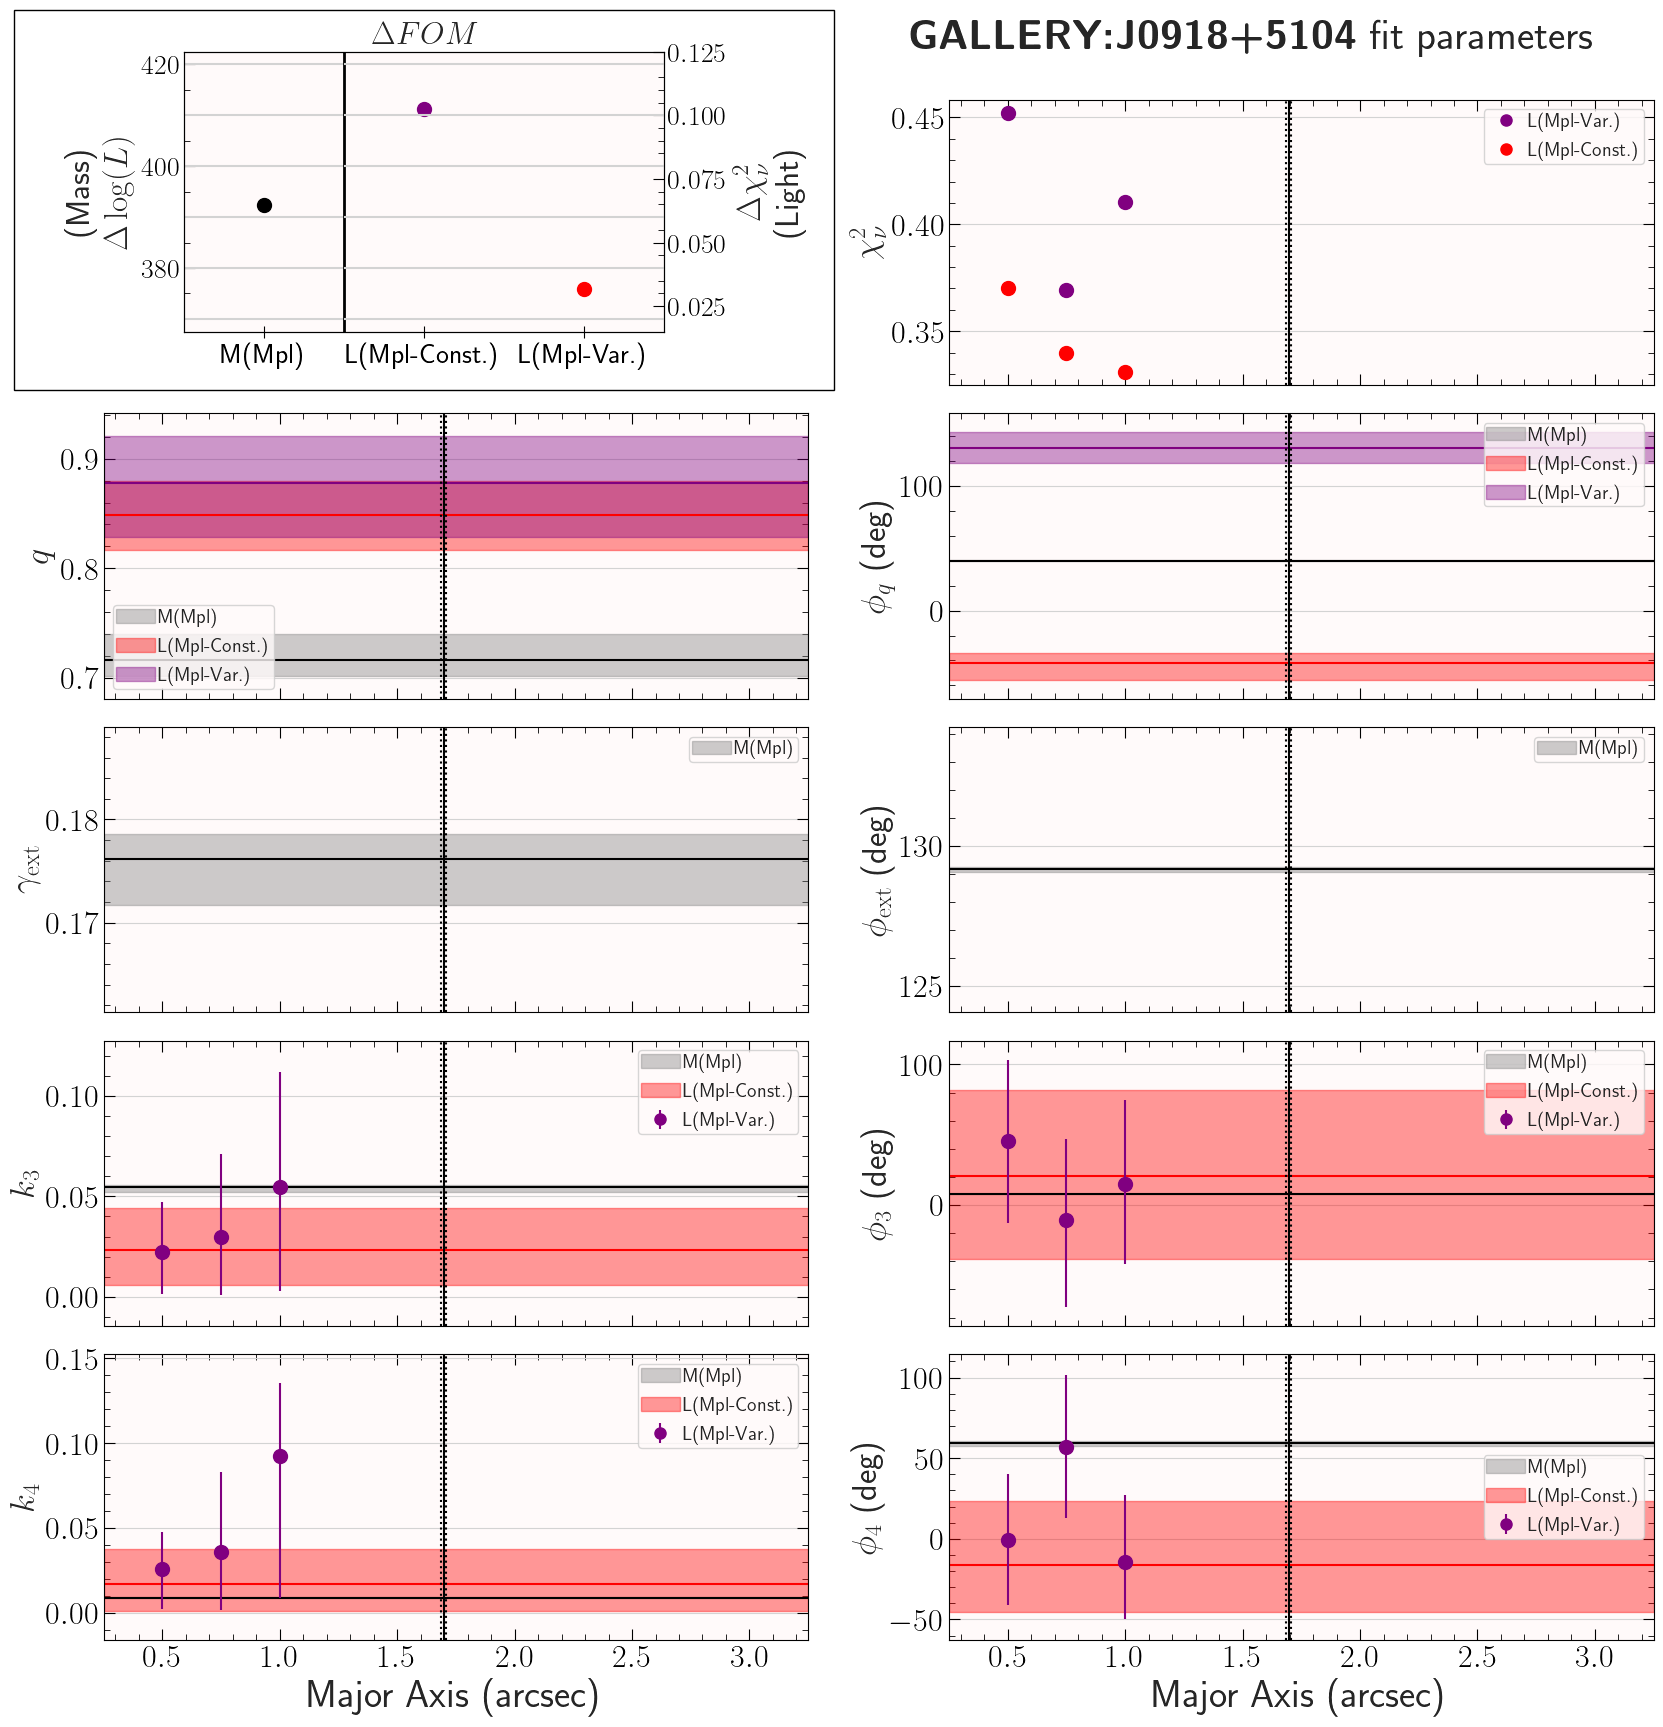 GALLERY:J0918+5104 fit parameters
ΔFOM
(Mass)
Δ log(L)
420
400
380
0.125
0.100
0.075
0.050
0.025
Δχ²ᵥ
(Light)
M(Mpl) L(Mpl-Const.) L(Mpl-Var.)
χ²ᵥ
0.45
0.40
0.35
L(Mpl-Var.)
L(Mpl-Const.)
q
0.9
0.8
0.7
M(Mpl)
L(Mpl-Const.)
L(Mpl-Var.)
ϕq (deg)
100
0
M(Mpl)
L(Mpl-Const.)
L(Mpl-Var.)
γext
0.18
0.17
M(Mpl)
ϕext (deg)
130
125
M(Mpl)
k3
0.10
0.05
0.00
M(Mpl)
L(Mpl-Const.)
L(Mpl-Var.)
ϕ3 (deg)
100
0
M(Mpl)
L(Mpl-Const.)
L(Mpl-Var.)
k4
0.15
0.10
0.05
0.00
M(Mpl)
L(Mpl-Const.)
L(Mpl-Var.)
0.5 1.0 1.5 2.0 2.5 3.0
Major Axis (arcsec)
ϕ4 (deg)
100
50
0
−50
M(Mpl)
L(Mpl-Const.)
L(Mpl-Var.)
0.5 1.0 1.5 2.0 2.5 3.0
Major Axis (arcsec)